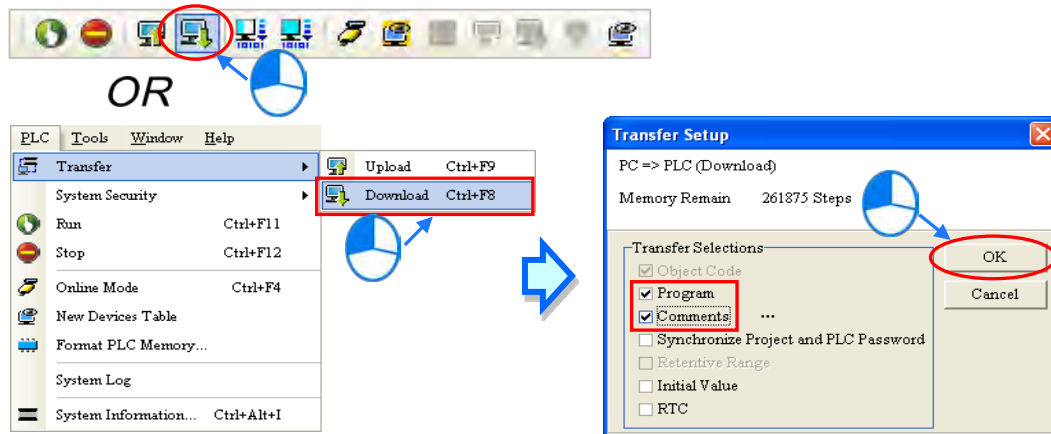 OR
PLC Tools Window Help
Transfer
System Security
Run Ctrl+F11
Stop Ctrl+F12
Online Mode Ctrl+F4
New Devices Table
Format PLC Memory...
System Log
System Information... Ctrl+Alt+I
Upload Ctrl+F9
Download Ctrl+F8
Transfer Setup
PC => PLC (Download)
Memory Remain 261875 Steps
Transfer Selections
Object Code
Program
Comments ...
Synchronize Project and PLC Password
Retentive Range
Initial Value
RTC
OK
Cancel